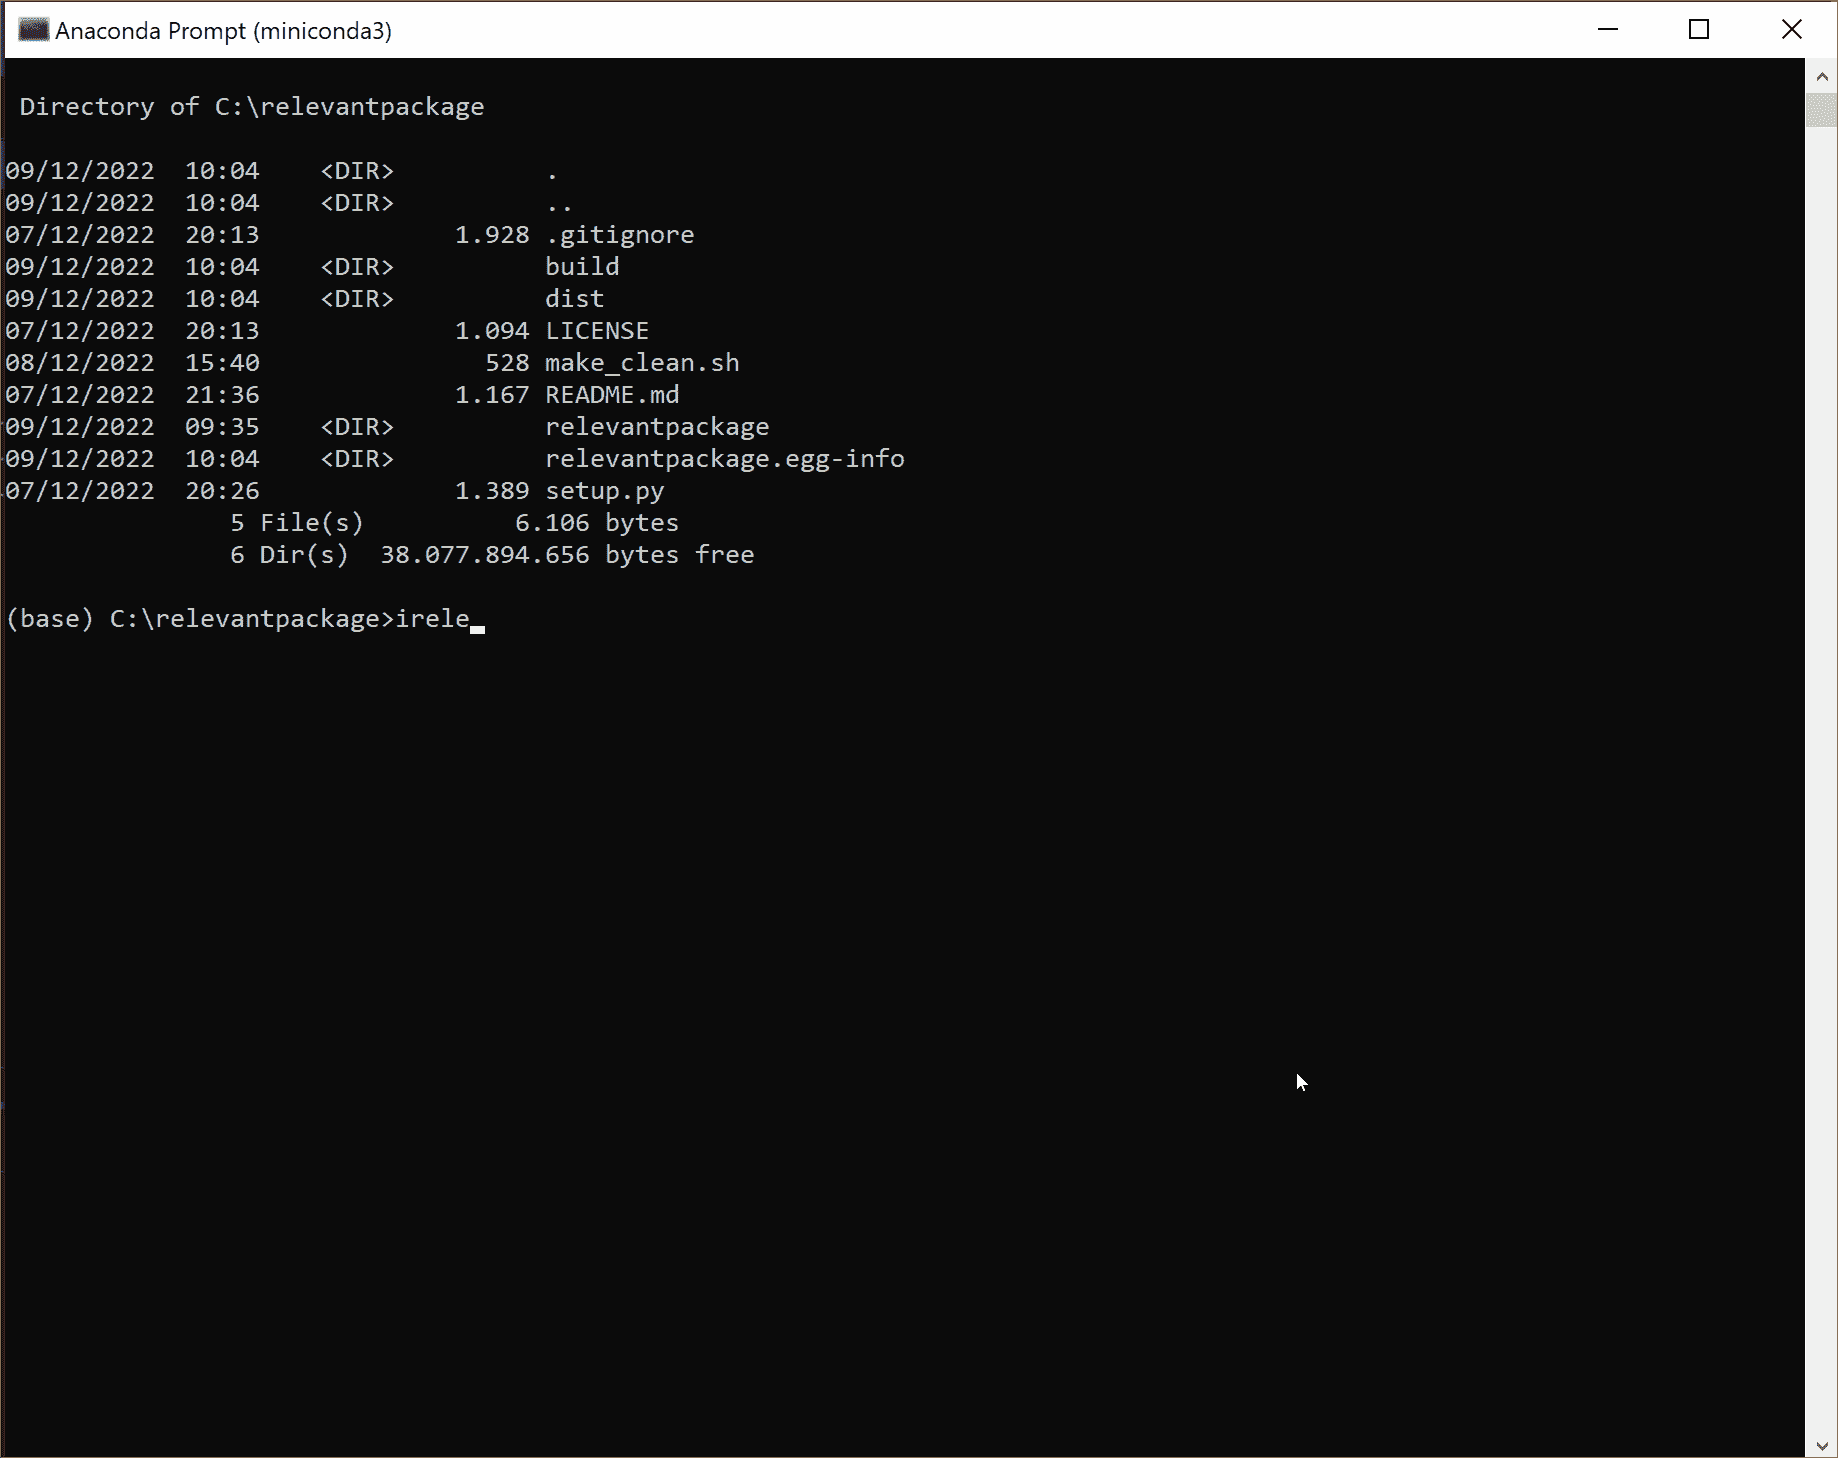 Anaconda Prompt (miniconda3)
Directory of C:\relevantpackage
09/12/2022  10:04    <DIR>          .
09/12/2022  10:04    <DIR>          ..
07/12/2022  20:13             1.928 .gitignore
09/12/2022  10:04    <DIR>          build
09/12/2022  10:04    <DIR>          dist
07/12/2022  20:13             1.094 LICENSE
08/12/2022  15:40               528 make_clean.sh
07/12/2022  21:36             1.167 README.md
09/12/2022  09:35    <DIR>          relevantpackage
09/12/2022  10:04    <DIR>          relevantpackage.egg-info
07/12/2022  20:26             1.389 setup.py
5 File(s)          6.106 bytes
6 Dir(s)  38.077.894.656 bytes free
(base) C:\relevantpackage>irele